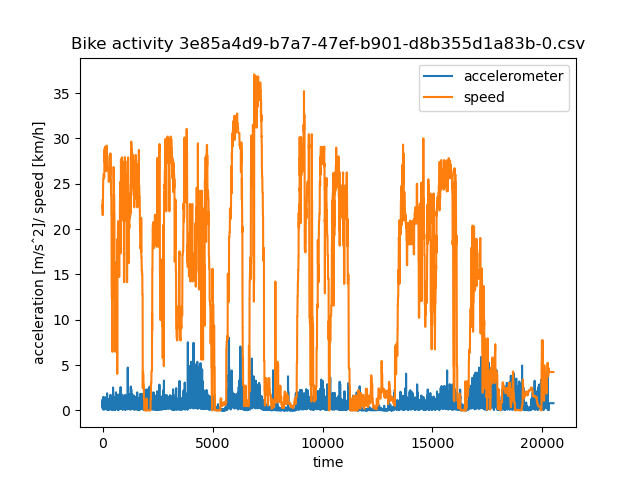 Bike activity 3e85a4d9-b7a7-47ef-b901-d8b355d1a83b-0.csv
accelerometer
speed
acceleration [m/s^2]/ speed [km/h]
35
30
25
20
15
10
5
0
0 5000 10000 15000 20000
time